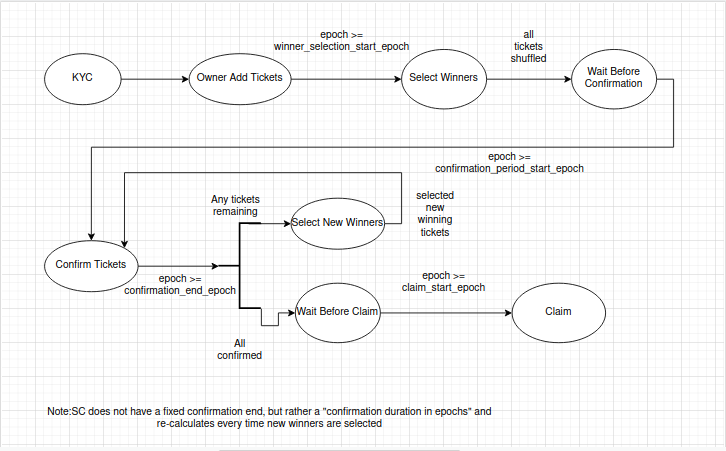 epoch >=
winner_selection_start_epoch
all
tickets
shuffled
KYC
Owner Add Tickets
Select Winners
Wait Before
Confirmation
epoch >=
confirmation_period_start_epoch
Any tickets
remaining
Select New Winners
selected
new
winning
tickets
Confirm Tickets
epoch >=
confirmation_end_epoch
epoch >=
claim_start_epoch
Wait Before Claim
Claim
All
confirmed
Note:SC does not have a fixed confirmation end, but rather a "confirmation duration in epochs" and
re-calculates every time new winners are selected